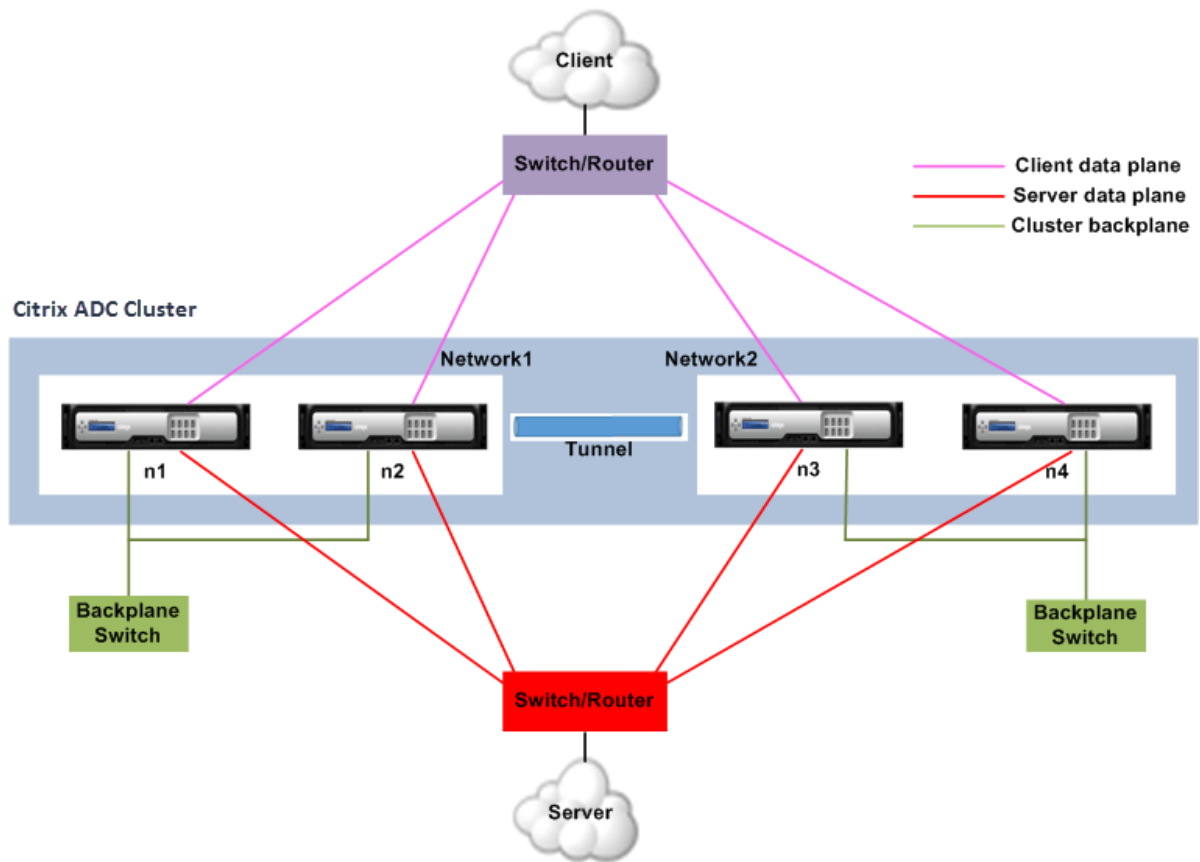 Client
Switch/Router
Client data plane
Server data plane
Cluster backplane
Citrix ADC Cluster
Network1
Network2
Tunnel
n1
n2
n3
n4
Backplane
Switch
Backplane
Switch
Switch/Router
Server